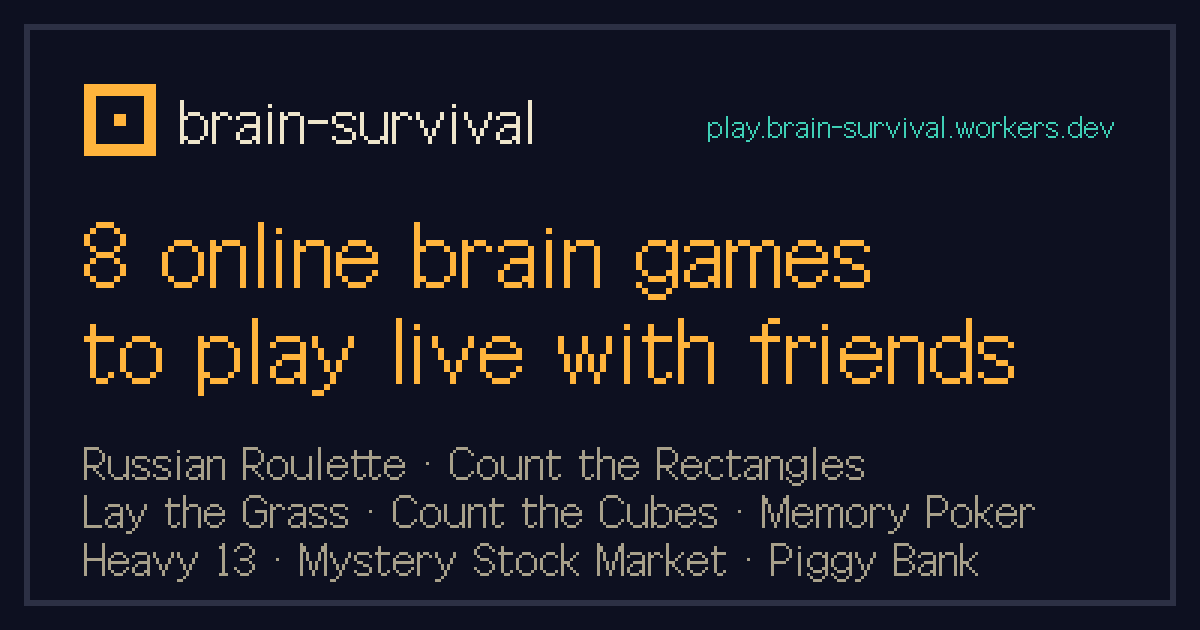 brain-survival
play.brain-survival.workers.dev
8 online brain games
to play live with friends
Russian Roulette · Count the Rectangles
Lay the Grass · Count the Cubes · Memory Poker
Heavy 13 · Mystery Stock Market · Piggy Bank